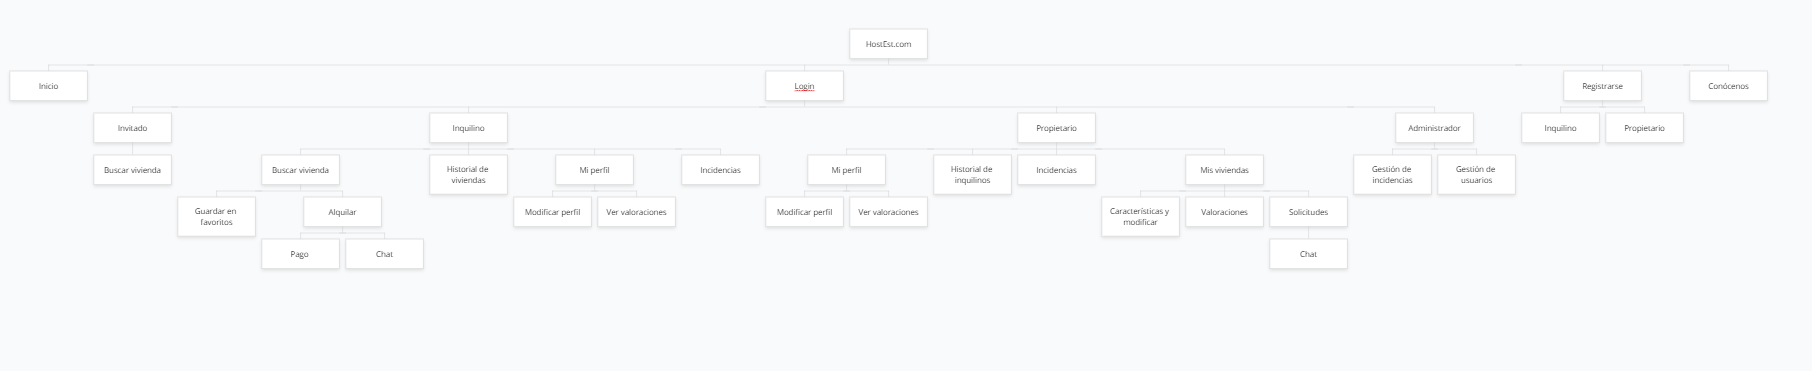 HostEst.com
Inicio
Login
Registrarse
Conócenos
Invitado
Inquilino
Propietario
Administrador
Inquilino
Propietario
Buscar vivienda
Buscar vivienda
Historial de
viviendas
Mi perfil
Incidencias
Mi perfil
Historial de
inquilinos
Incidencias
Mis viviendas
Gestión de
incidencias
Gestión de
usuarios
Guardar en
favoritos
Alquilar
Modificar perfil
Ver valoraciones
Modificar perfil
Ver valoraciones
Características y
modificar
Valoraciones
Solicitudes
Pago
Chat
Chat